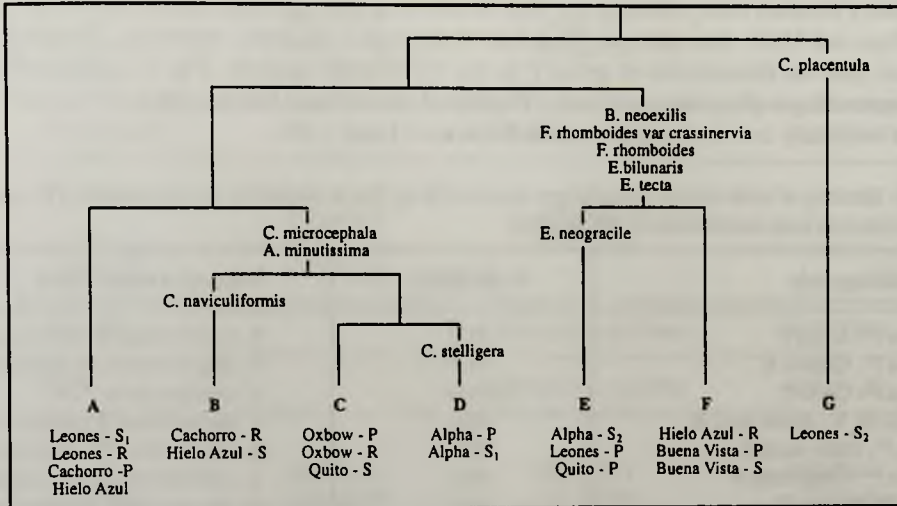 C. placentula
B. neoexilis
F. rhomboides var crassinervia
F. rhomboides
E.bilunaris
E. tecta
C. microcephala
A. minutissima
E. neogracile
C. naviculiformis
C. stelligera
A B C D E F G
Leones - S₁
Leones - R
Cachorro -P
Hielo Azul
Cachorro - R
Hielo Azul - S
Oxbow - P
Oxbow - R
Quito - S
Alpha - P
Alpha - S₁
Alpha - S₂
Leones - P
Quito - P
Hielo Azul - R
Buena Vista - P
Buena Vista - S
Leones - S₂